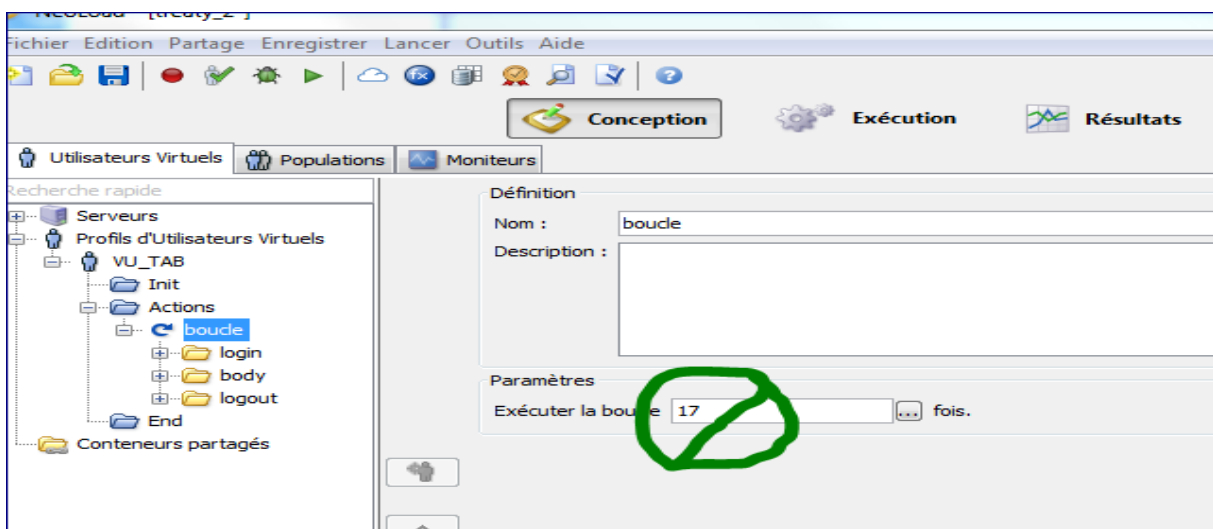 NeoLoad - [treaty_2
Fichier Edition Partage Enregistrer Lancer Outils Aide
Conception Exécution Résultats
Utilisateurs Virtuels Populations Moniteurs
Recherche rapide
Serveurs
Profils d'Utilisateurs Virtuels
VU_TAB
Init
Actions
boucle
login
body
logout
End
Conteneurs partagés
Définition
Nom : boucle
Description :
Paramètres
Exécuter la boucle 17 ... fois.